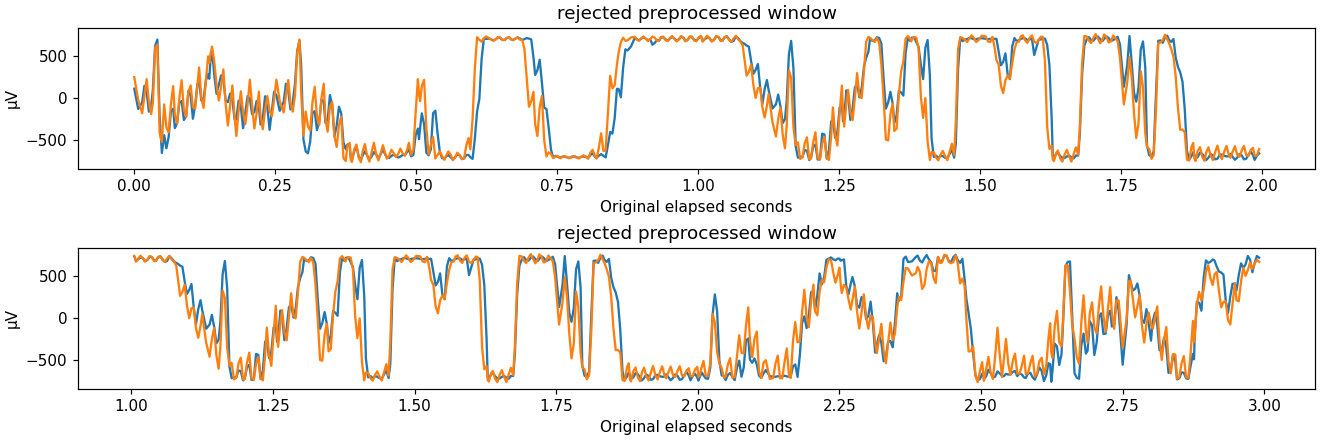 rejected preprocessed window
500
0
−500
µV
0.00 0.25 0.50 0.75 1.00 1.25 1.50 1.75 2.00
Original elapsed seconds
rejected preprocessed window
500
0
−500
µV
1.00 1.25 1.50 1.75 2.00 2.25 2.50 2.75 3.00
Original elapsed seconds